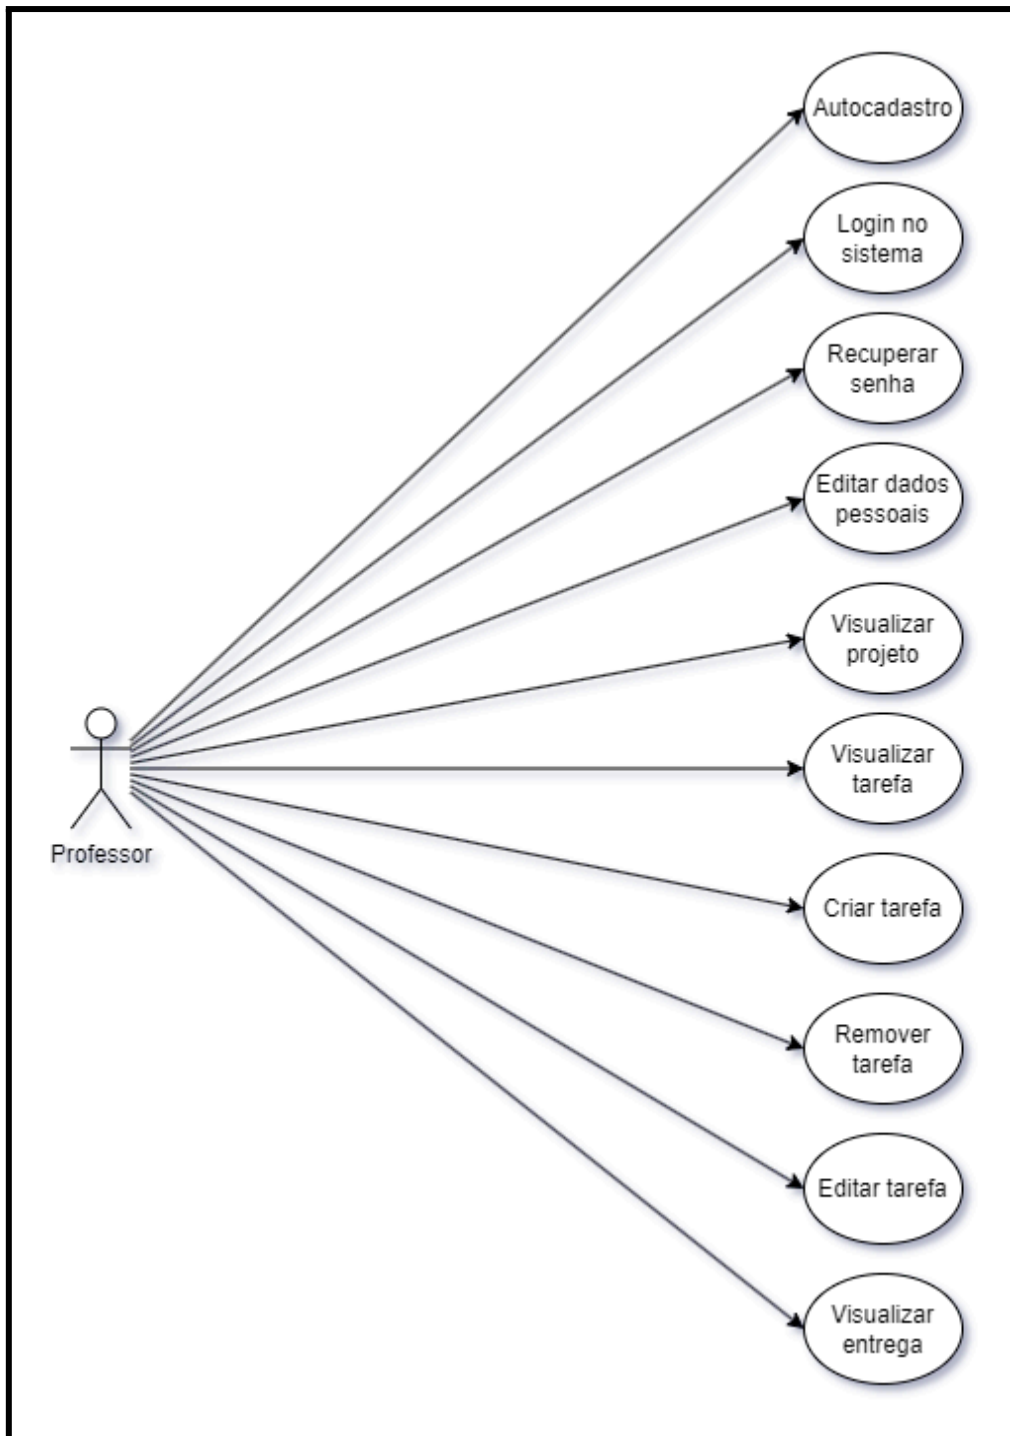 Autocadastro
Login no
sistema
Recuperar
senha
Editar dados
pessoais
Visualizar
projeto
Visualizar
tarefa
Professor
Criar tarefa
Remover
tarefa
Editar tarefa
Visualizar
entrega